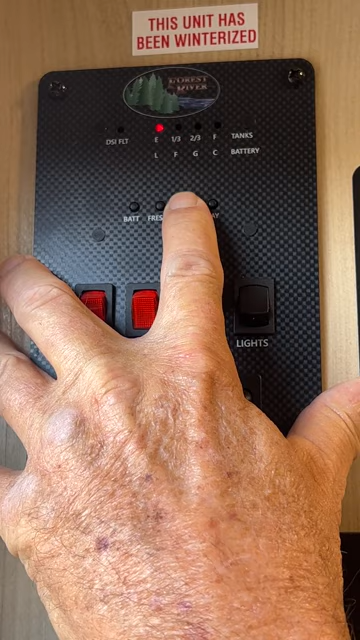 THIS UNIT HAS
BEEN WINTERIZED
FOREST
RIVER
E 1/3 2/3 F TANKS
DSI FLT
L F G C BATTERY
BATT
LIGHTS